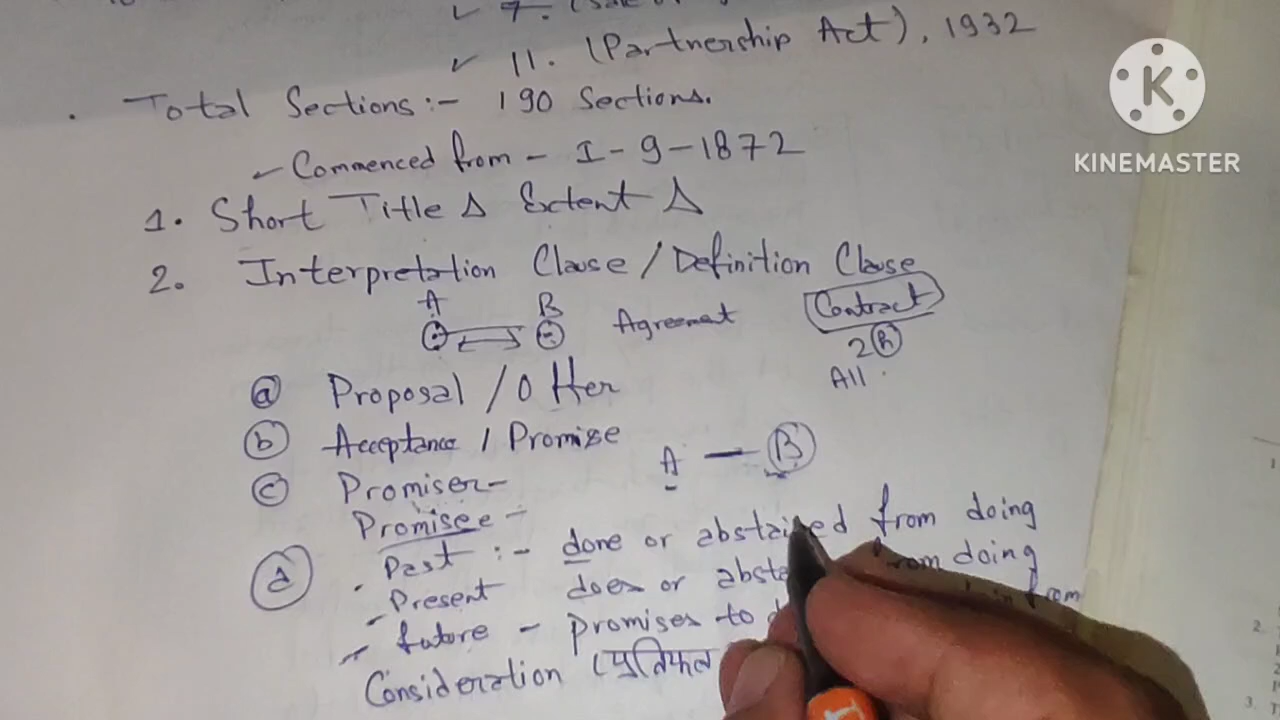 11. (Partnership Act), 1932
Total Sections:- 190 Sections.
Commenced from - 1-9-1872
1. Short Title & Extent &
2. Interpretation Clause / Definition Clause
A B Agreement Contract
2(h)
All
(a) Proposal / Offer
(b) Acceptance / Promise
(c) Promiser-
A — B
Promisee -
(d) Past :- done or abstained from doing
Present does or from doing
future - promises to from
Consideration (प्रतिफल
K
KINEMASTER